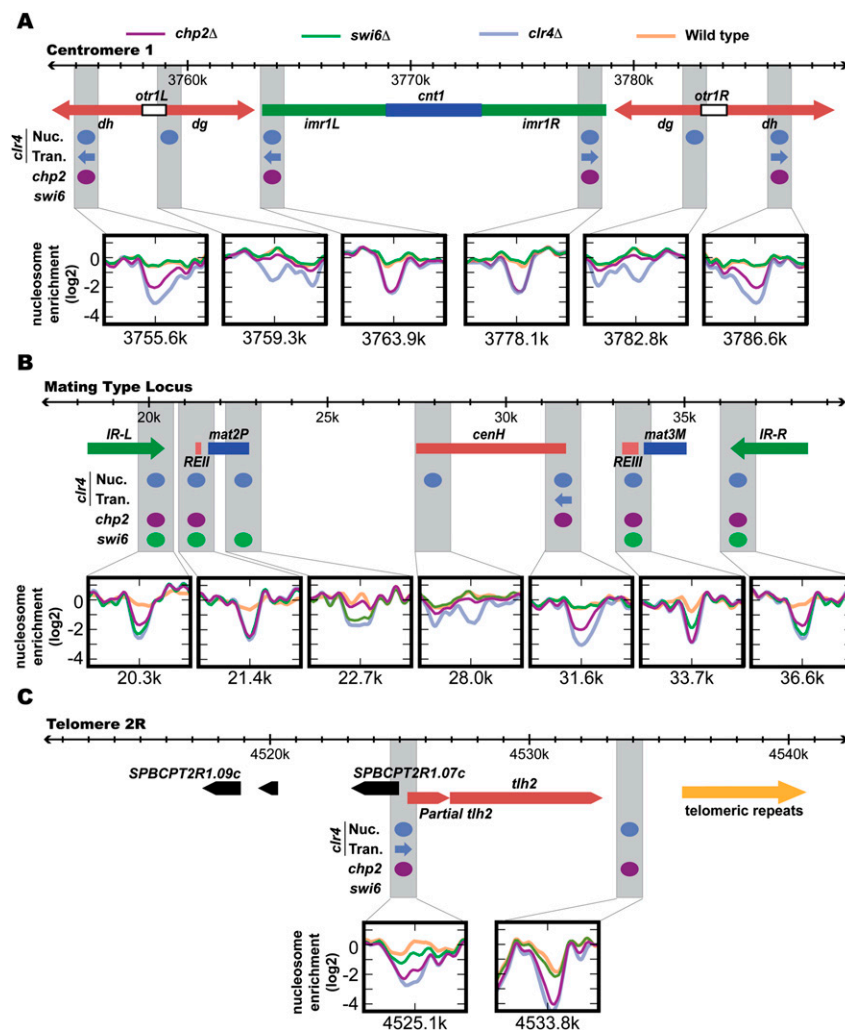 A
chp2Δ swi6Δ clr4Δ Wild type
Centromere 1
3760k 3770k 3780k
otr1L cnt1 otr1R
dh dg imr1L imr1R dg dh
clr4 Nuc.
Tran.
chp2
swi6
nucleosome enrichment (log2)
0
-2
-4
3755.6k 3759.3k 3763.9k 3778.1k 3782.8k 3786.6k
B
Mating Type Locus
20k 25k 30k 35k
IR-L mat2P cenH mat3M IR-R
REII REIII
clr4 Nuc.
Tran.
chp2
swi6
nucleosome enrichment (log2)
0
-2
-4
20.3k 21.4k 22.7k 28.0k 31.6k 33.7k 36.6k
C
Telomere 2R
4520k 4530k 4540k
SPBCPT2R1.09c SPBCPT2R1.07c tlh2
Partial tlh2 telomeric repeats
clr4 Nuc.
Tran.
chp2
swi6
nucleosome enrichment (log2)
0
-2
-4
4525.1k 4533.8k